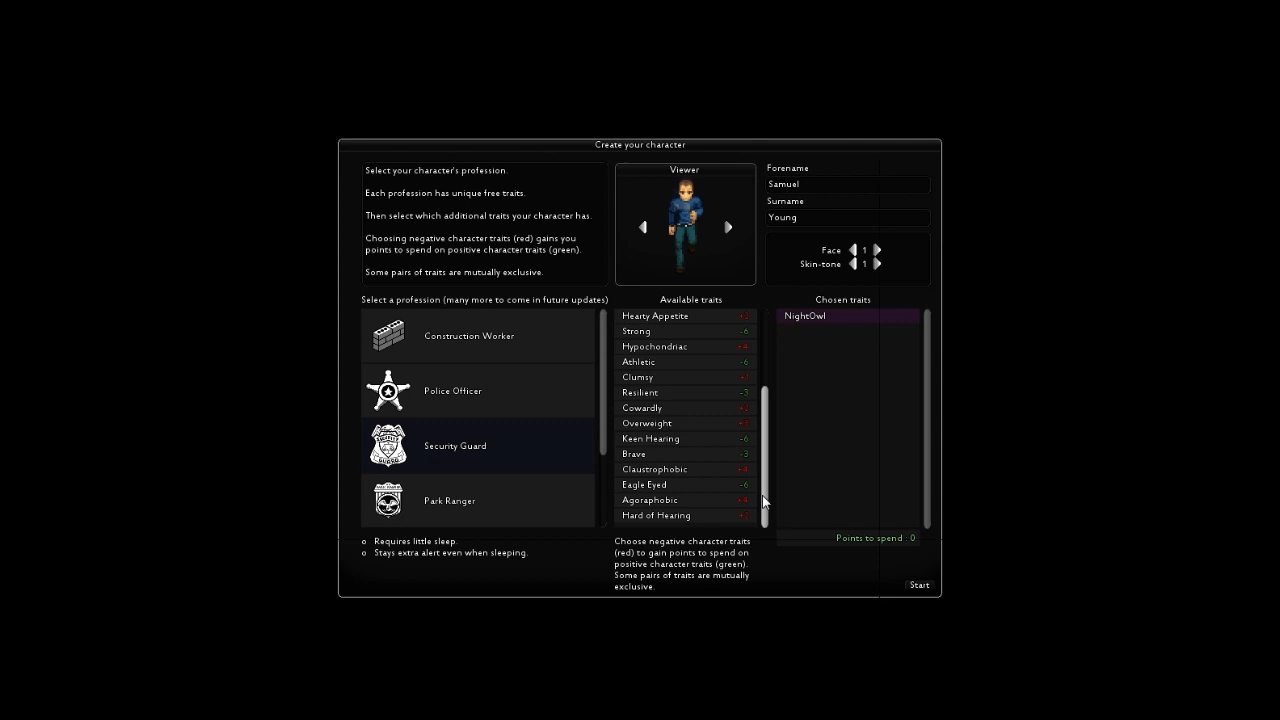 Create your character
Select your character's profession.
Each profession has unique free traits.
Then select which additional traits your character has.
Choosing negative character traits (red) gains you
points to spend on positive character traits (green).
Some pairs of traits are mutually exclusive.
Viewer
Forename
Samuel
Surname
Young
Face 1
Skin-tone 1
Select a profession (many more to come in future updates)
Construction Worker
Police Officer
Security Guard
Park Ranger
Requires little sleep.
Stays extra alert even when sleeping.
Available traits
Hearty Appetite
Strong -6
Hypochondriac +4
Athletic -6
Clumsy
Resilient -3
Cowardly +2
Overweight
Keen Hearing -6
Brave -3
Claustrophobic +4
Eagle Eyed -6
Agoraphobic +4
Hard of Hearing
Choose negative character traits
(red) to gain points to spend on
positive character traits (green).
Some pairs of traits are mutually
exclusive.
Chosen traits
NightOwl
Points to spend : 0
Start